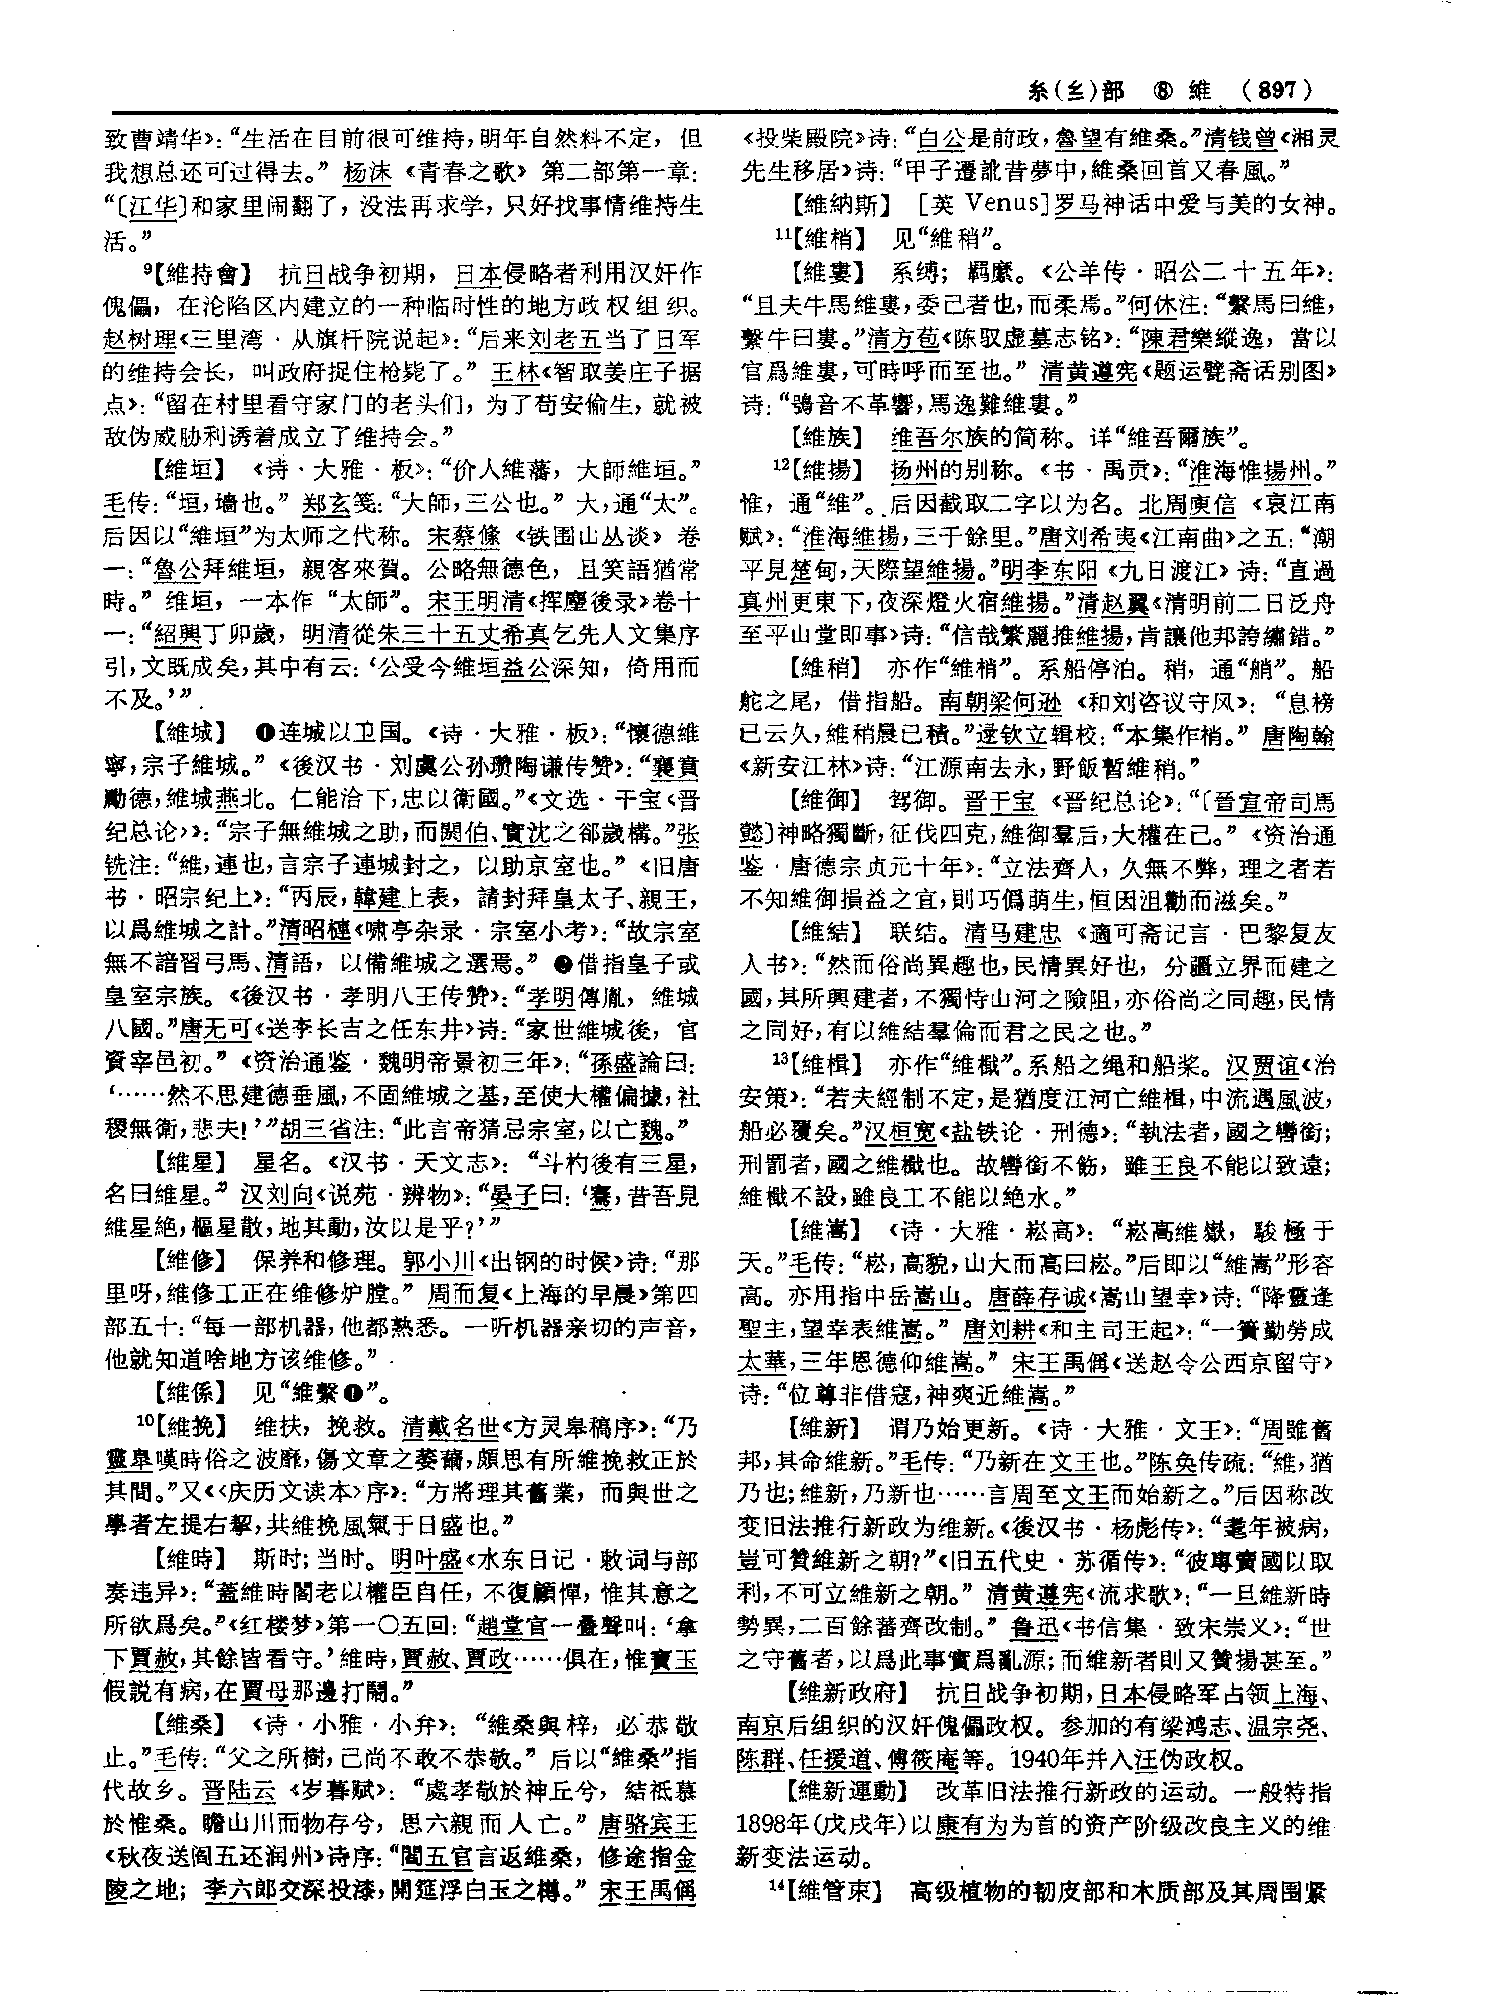 糸(纟)部 ⑧ 維 (897)
致曹靖华》：“生活在目前很可维持，明年自然料不定，但
我想总还可过得去。” 杨沫《青春之歌》第二部第一章：
“〔江华〕和家里闹翻了，没法再求学，只好找事情维持生
活。”
⁹【維持會】 抗日战争初期，日本侵略者利用汉奸作
傀儡，在沦陷区内建立的一种临时性的地方政权组织。
赵树理《三里湾·从旗杆院说起》：“后来刘老五当了日军
的维持会长，叫政府捉住枪毙了。” 王林《智取姜庄子据
点》：“留在村里看守家门的老头们，为了苟安偷生，就被
敌伪威胁利诱着成立了维持会。”
【維垣】 《诗·大雅·板》：“价人維藩，大師維垣。”
毛传：“垣，墙也。” 郑玄笺：“大師，三公也。” 大，通“太”。
后因以“維垣”为太师之代称。宋蔡絛《铁围山丛谈》卷
一：“魯公拜維垣，親客來賀。公略無德色，且笑語猶常
時。” 维垣，一本作“太師”。宋王明清《挥麈後录》卷十
一：“紹興丁卯歲，明清從朱三十五丈希真乞先人文集序
引，文既成矣，其中有云：‘公受今維垣益公深知，倚用而
不及。’”
【維城】 ❶连城以卫国。《诗·大雅·板》：“懷德維
寧，宗子維城。”《後汉书·刘虞公孙瓒陶谦传赞》：“襄賁
勵德，維城燕北。仁能洽下，忠以衛國。”《文选·干宝〈晋
纪总论〉》：“宗子無維城之助，而閼伯、實沈之郤歲構。”张
铣注：“維，連也，言宗子連城封之，以助京室也。”《旧唐
书·昭宗纪上》：“丙辰，韓建上表，請封拜皇太子、親王，
以爲維城之計。”清昭槤《啸亭杂录·宗室小考》：“故宗室
無不諳習弓馬、清語，以備維城之選焉。” ❷借指皇子或
皇室宗族。《後汉书·孝明八王传赞》：“孝明傳胤，維城
八國。”唐无可《送李长吉之任东井》诗：“家世維城後，官
資宰邑初。”《资治通鉴·魏明帝景初三年》：“孫盛論曰：
‘……然不思建德垂風，不固維城之基，至使大權偏據，社
稷無衛，悲夫！’”胡三省注：“此言帝猜忌宗室，以亡魏。”
【維星】 星名。《汉书·天文志》：“斗杓後有三星，
名曰維星。” 汉刘向《说苑·辨物》：“晏子曰：‘騫，昔吾見
維星絶，樞星散，地其動，汝以是乎？’”
【维修】 保养和修理。郭小川《出钢的时候》诗：“那
里呀，维修工正在维修炉膛。” 周而复《上海的早晨》第四
部五十：“每一部机器，他都熟悉。一听机器亲切的声音，
他就知道啥地方该维修。”
【維係】 见“維繫❶”。
¹⁰【維挽】 维扶，挽救。清戴名世《方灵皋稿序》：“乃
靈皋嘆時俗之波靡，傷文章之萎薾，頗思有所維挽救正於
其間。”又《〈庆历文读本〉序》：“方將理其舊業，而與世之
學者左提右挈，共維挽風氣于日盛也。”
【維時】 斯时；当时。明叶盛《水东日记·敕词与部
奏违异》：“蓋維時閣老以權臣自任，不復顧憚，惟其意之
所欲爲矣。”《红楼梦》第一〇五回：“趙堂官一疊聲叫：‘拿
下賈赦，其餘皆看守。’維時，賈赦、賈政……俱在，惟寶玉
假説有病，在賈母那邊打鬧。”
【維桑】 《诗·小雅·小弁》：“維桑與梓，必恭敬
止。”毛传：“父之所樹，己尚不敢不恭敬。” 后以“維桑”指
代故乡。晋陆云《岁暮赋》：“處孝敬於神丘兮，結祗慕
於惟桑。瞻山川而物存兮，思六親而人亡。” 唐骆宾王
《秋夜送阎五还润州》诗序：“閻五官言返維桑，修途指金
陵之地；李六郎交深投漆，開筵浮白玉之樽。” 宋王禹偁
《投柴殿院》诗：“白公是前政，魯望有維桑。”清钱曾《湘灵
先生移居》诗：“甲子遷訛昔夢中，維桑回首又春風。”
【維納斯】 [英 Venus]罗马神话中爱与美的女神。
¹¹【維梢】 见“維稍”。
【維婁】 系缚；羁縻。《公羊传·昭公二十五年》：
“且夫牛馬維婁，委己者也，而柔焉。”何休注：“繫馬曰維，
繫牛曰婁。”清方苞《陈驭虚墓志铭》：“陳君樂縱逸，當以
官爲維婁，可時呼而至也。” 清黄遵宪《题运甓斋话别图》
诗：“鴞音不革響，馬逸難維婁。”
【維族】 维吾尔族的简称。详“維吾爾族”。
¹²【維揚】 扬州的别称。《书·禹贡》：“淮海惟揚州。”
惟，通“維”。后因截取二字以为名。北周庾信《哀江南
赋》：“淮海維揚，三千餘里。”唐刘希夷《江南曲》之五：“潮
平見楚甸，天際望維揚。”明李东阳《九日渡江》诗：“直過
真州更東下，夜深燈火宿維揚。”清赵翼《清明前二日泛舟
至平山堂即事》诗：“信哉繁麗推維揚，肯讓他邦誇繡錯。”
【維稍】 亦作“維梢”。系船停泊。稍，通“艄”。船
舵之尾，借指船。南朝梁何逊《和刘咨议守风》：“息榜
已云久，維稍晨已積。”逯钦立辑校：“本集作梢。” 唐陶翰
《新安江林》诗：“江源南去永，野飯暫維稍。”
【維御】 驾御。晋干宝《晋纪总论》：“〔晉宣帝司馬
懿〕神略獨斷，征伐四克，維御羣后，大權在己。”《资治通
鉴·唐德宗贞元十年》：“立法齊人，久無不弊，理之者若
不知維御損益之宜，則巧僞萌生，恒因沮勸而滋矣。”
【維結】 联结。清马建忠《適可斋记言·巴黎复友
人书》：“然而俗尚異趣也，民情異好也，分疆立界而建之
國，其所興建者，不獨恃山河之險阻，亦俗尚之同趣，民情
之同好，有以維結羣倫而君之民之也。”
¹³【維楫】 亦作“維檝”。系船之绳和船桨。汉贾谊《治
安策》：“若夫經制不定，是猶度江河亡維楫，中流遇風波，
船必覆矣。”汉桓宽《盐铁论·刑德》：“執法者，國之轡銜；
刑罰者，國之維檝也。故轡銜不飭，雖王良不能以致遠；
維檝不設，雖良工不能以絶水。”
【維嵩】 《诗·大雅·崧高》：“崧高維嶽，駿極于
天。”毛传：“崧，高貌，山大而高曰崧。”后即以“維嵩”形容
高。亦用指中岳嵩山。唐薛存诚《嵩山望幸》诗：“降靈逢
聖主，望幸表維嵩。” 唐刘耕《和主司王起》：“一簣勤勞成
太華，三年恩德仰維嵩。” 宋王禹偁《送赵令公西京留守》
诗：“位尊非借寇，神爽近維嵩。”
【維新】 谓乃始更新。《诗·大雅·文王》：“周雖舊
邦，其命維新。”毛传：“乃新在文王也。”陈奂传疏：“維，猶
乃也；維新，乃新也……言周至文王而始新之。”后因称改
变旧法推行新政为维新。《後汉书·杨彪传》：“耄年被病，
豈可贊維新之朝？”《旧五代史·苏循传》：“彼專賣國以取
利，不可立維新之朝。” 清黄遵宪《流求歌》：“一旦維新時
勢異，二百餘蕃齊改制。” 鲁迅《书信集·致宋崇义》：“世
之守舊者，以爲此事實爲亂源；而維新者則又贊揚甚至。”
【維新政府】 抗日战争初期，日本侵略军占领上海、
南京后组织的汉奸傀儡政权。参加的有梁鸿志、温宗尧、
陈群、任援道、傅筱庵等。1940年并入汪伪政权。
【維新運動】 改革旧法推行新政的运动。一般特指
1898年(戊戌年)以康有为为首的资产阶级改良主义的维
新变法运动。
¹⁴【維管束】 高级植物的韧皮部和木质部及其周围紧